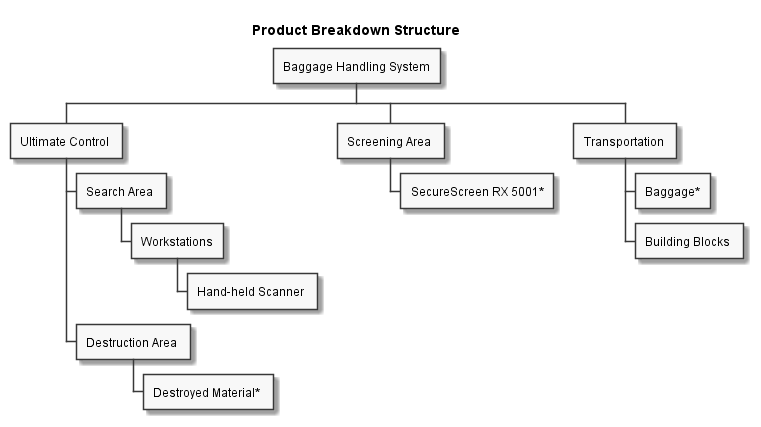 Product Breakdown Structure
Baggage Handling System
Ultimate Control
Screening Area
Transportation
Search Area
SecureScreen RX 5001*
Baggage*
Workstations
Building Blocks
Hand-held Scanner
Destruction Area
Destroyed Material*